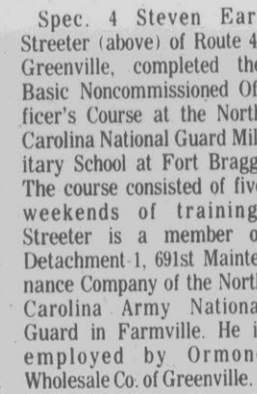 Spec. 4 Steven Ear
Streeter (above) of Route 4
Greenville, completed the
Basic Noncommissioned Of
ficer's Course at the North
Carolina National Guard Mil
itary School at Fort Bragg
The course consisted of five
weekends of training
Streeter is a member o
Detachment 1, 691st Mainte
nance Company of the North
Carolina Army Nationa
Guard in Farmville. He i
employed by Ormon
Wholesale Co. of Greenville.